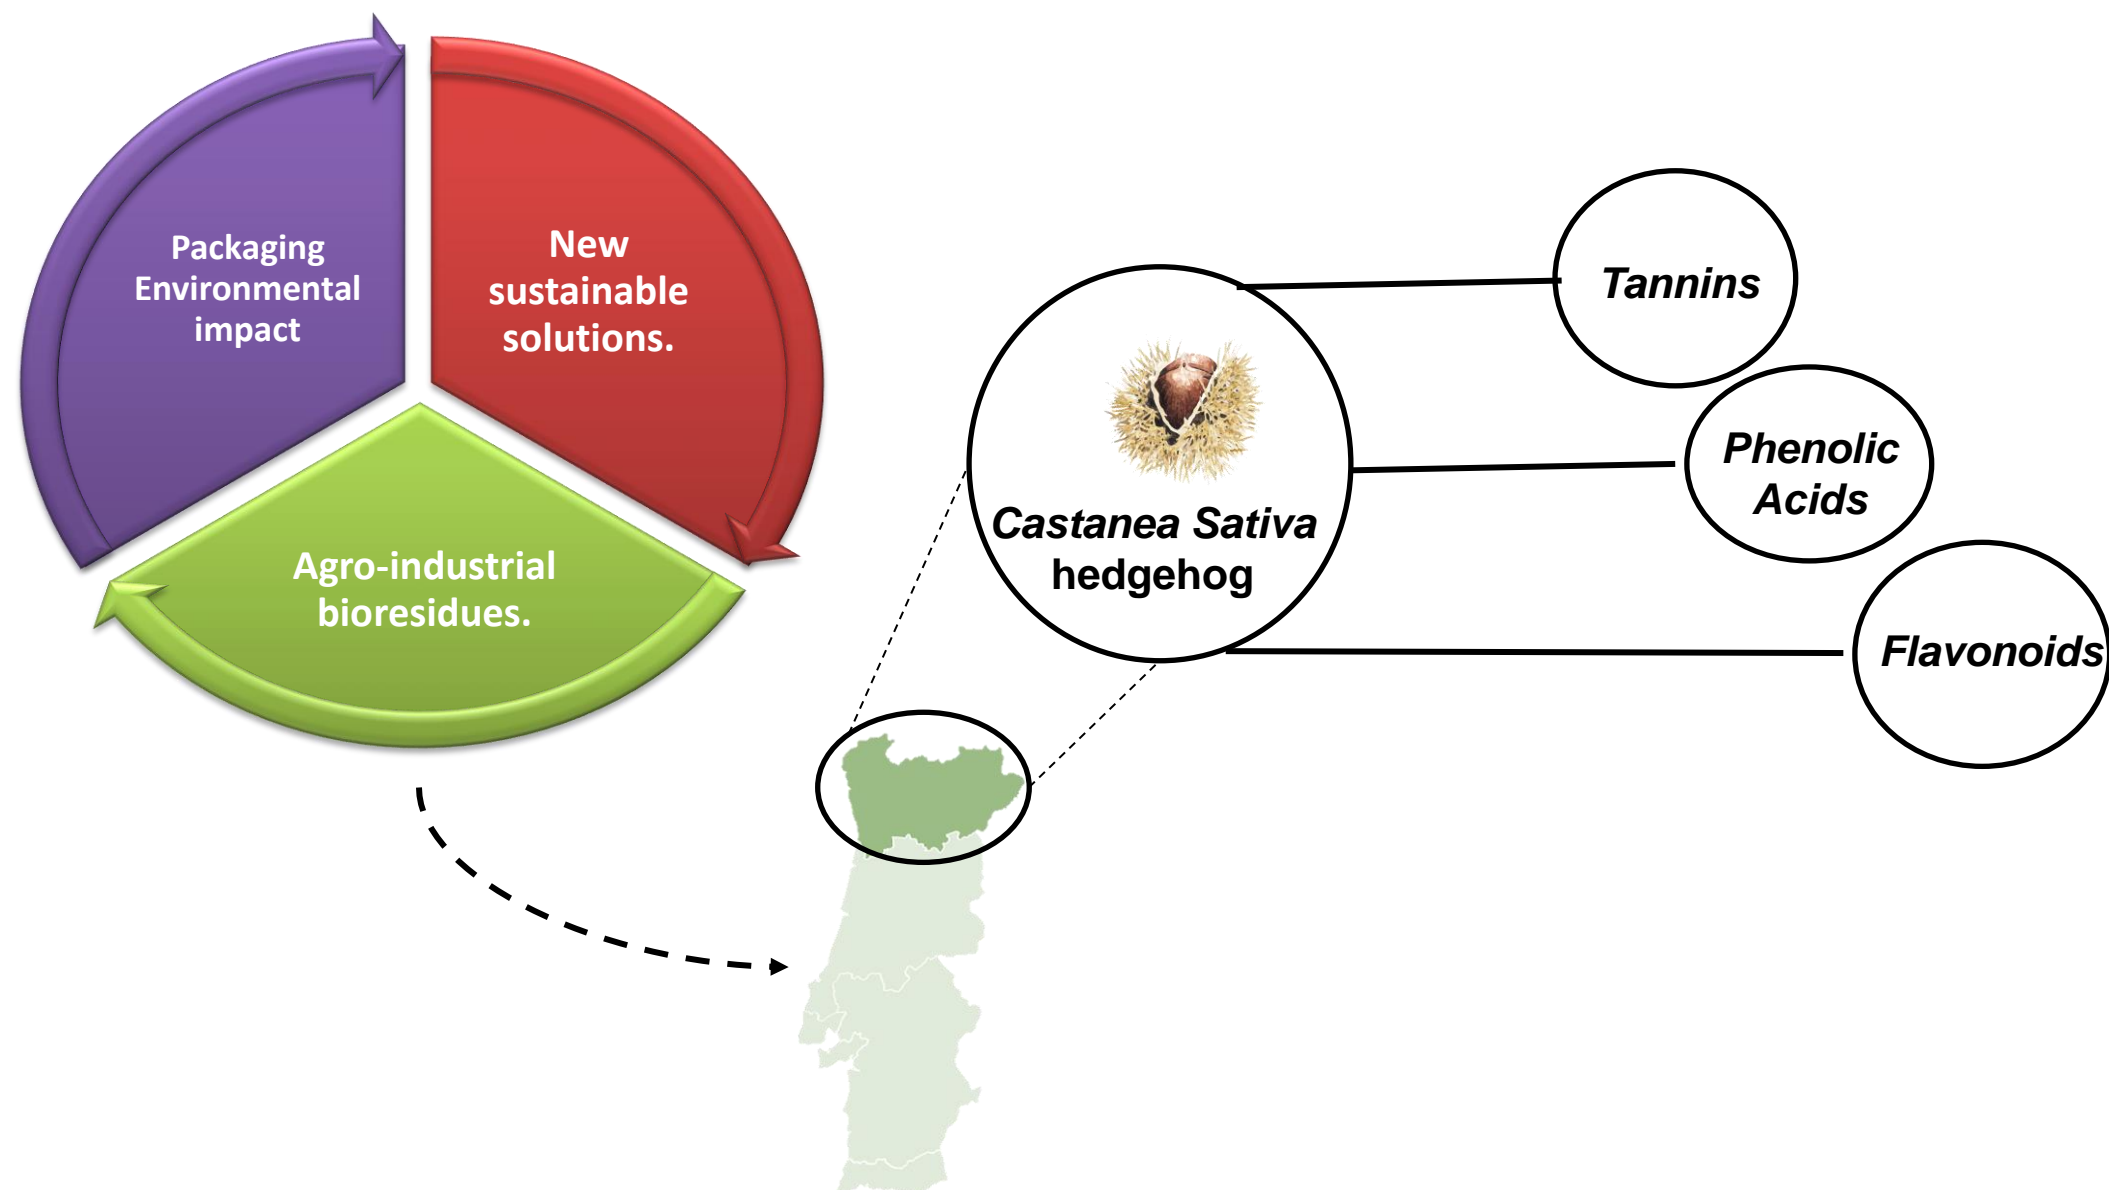 Packaging
Environmental
impact
New
sustainable
solutions.
Agro-industrial
bioresidues.
Castanea Sativa
hedgehog
Tannins
Phenolic
Acids
Flavonoids